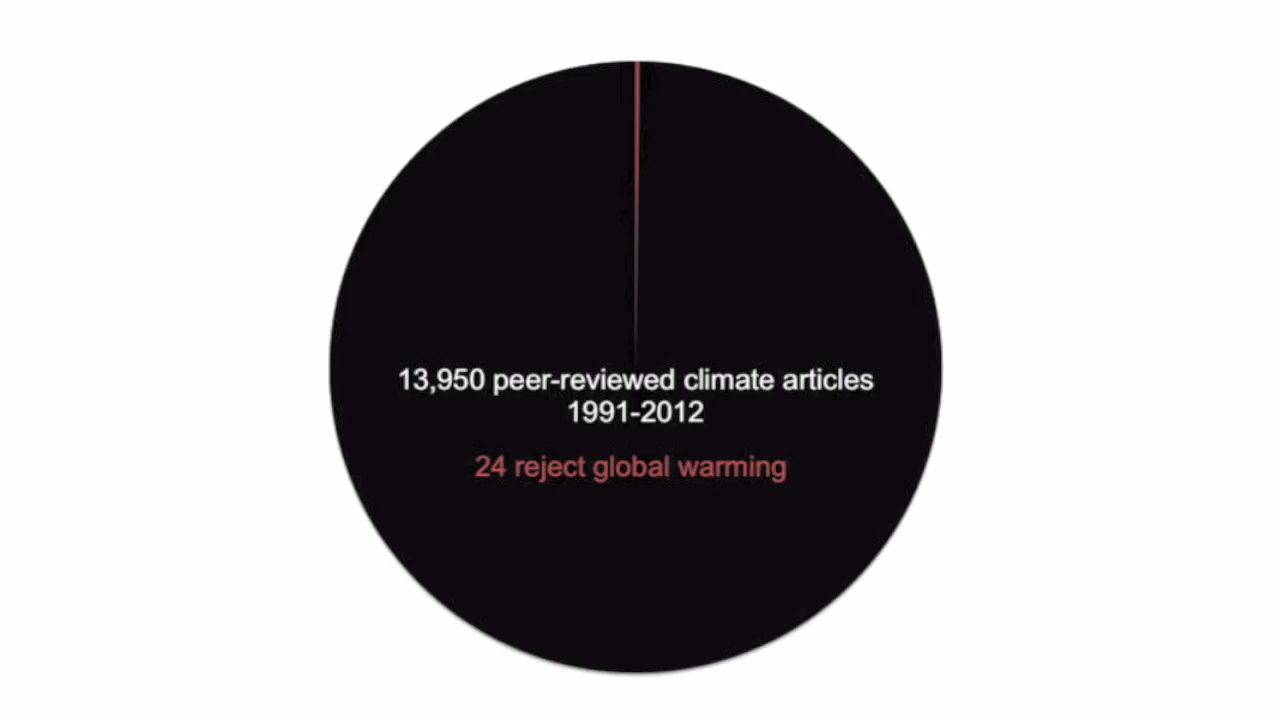 13,950 peer-reviewed climate articles
1991-2012
24 reject global warming